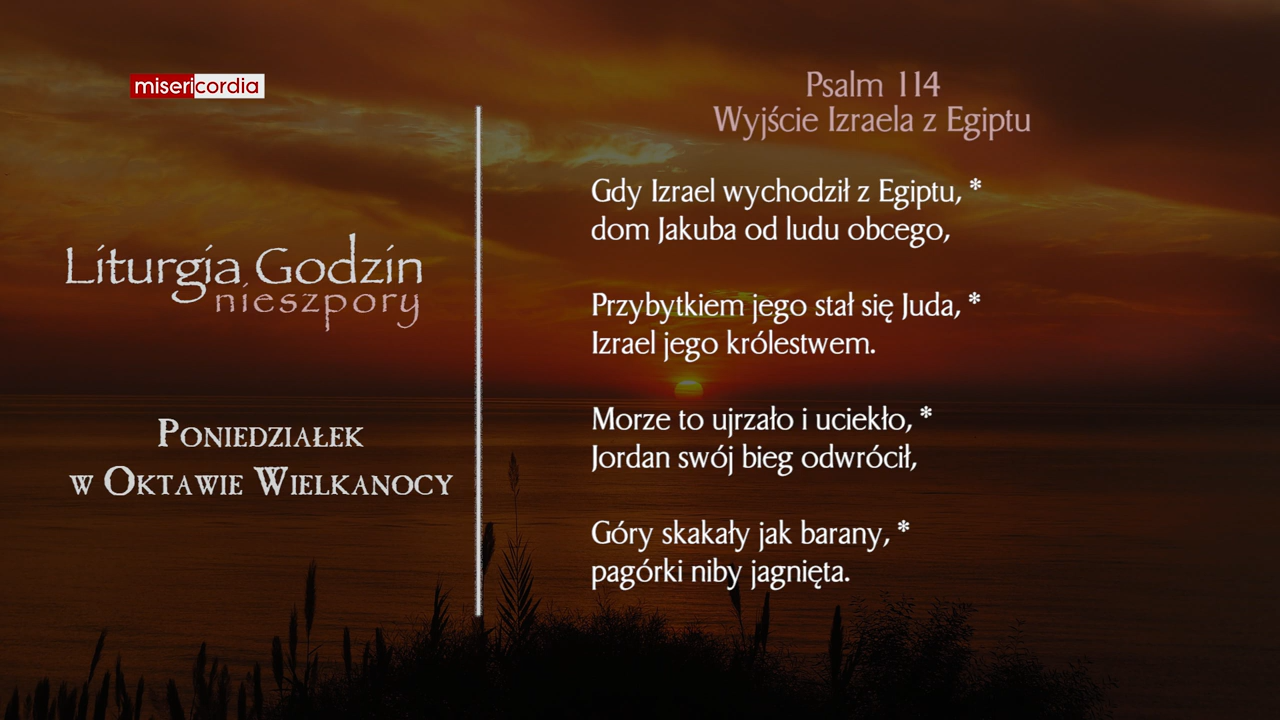 misericordia
Liturgia Godzin
nieszpory
Poniedziałek
w Oktawie Wielkanocy
Psalm 114
Wyjście Izraela z Egiptu
Gdy Izrael wychodził z Egiptu, *
dom Jakuba od ludu obcego,
Przybytkiem jego stał się Juda, *
Izrael jego królestwem.
Morze to ujrzało i uciekło, *
Jordan swój bieg odwrócił,
Góry skakały jak barany, *
pagórki niby jagnięta.